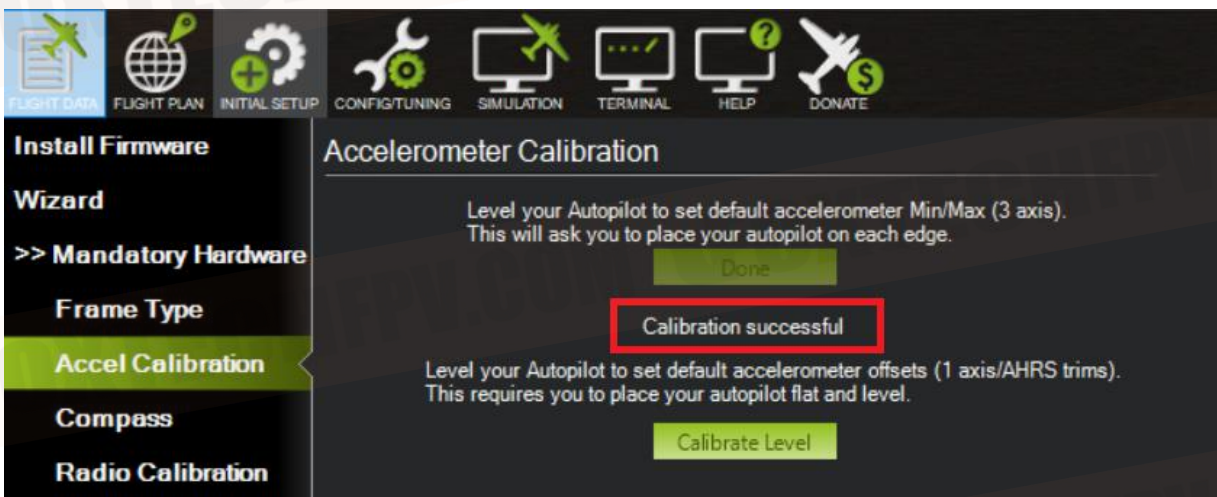 FLIGHT DATA
FLIGHT PLAN
INITIAL SETUP
CONFIG/TUNING
SIMULATION
TERMINAL
HELP
DONATE
Install Firmware
Wizard
>> Mandatory Hardware
Frame Type
Accel Calibration
Compass
Radio Calibration
Accelerometer Calibration
Level your Autopilot to set default accelerometer Min/Max (3 axis).
This will ask you to place your autopilot on each edge.
Done
Calibration successful
Level your Autopilot to set default accelerometer offsets (1 axis/AHRS trims).
This requires you to place your autopilot flat and level.
Calibrate Level